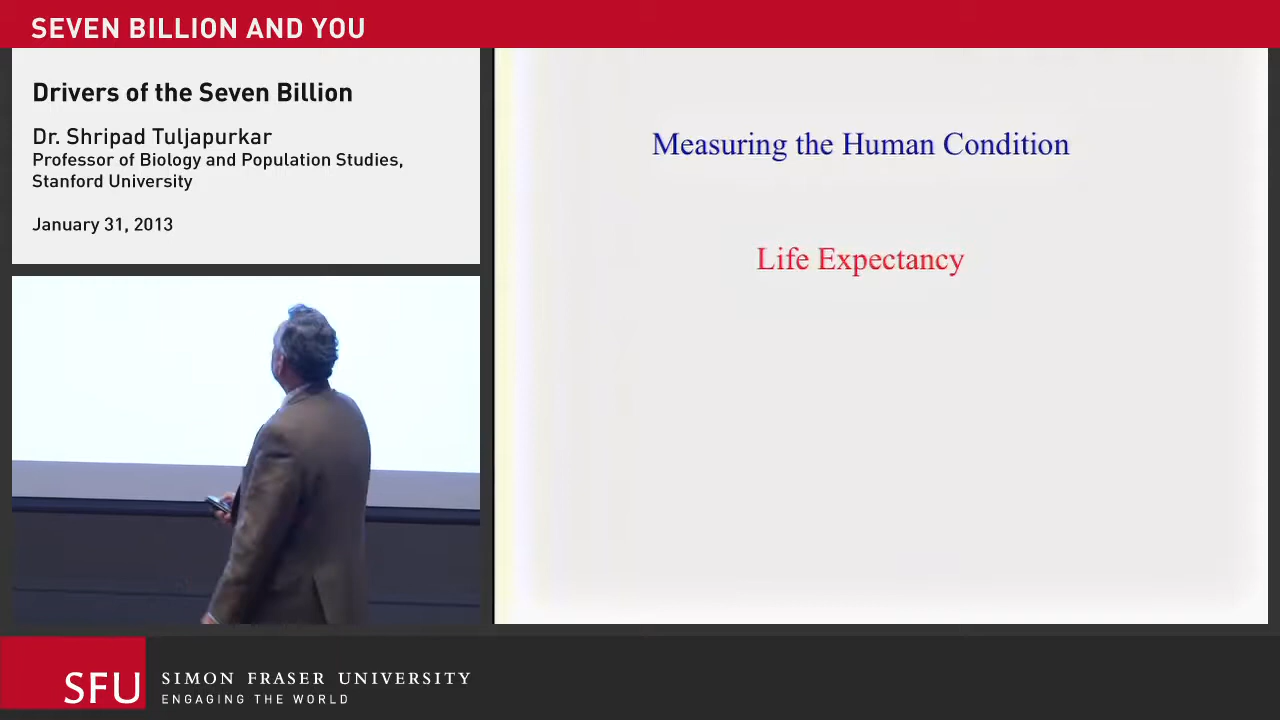 SEVEN BILLION AND YOU
Drivers of the Seven Billion
Dr. Shripad Tuljapurkar
Professor of Biology and Population Studies,
Stanford University
January 31, 2013
Measuring the Human Condition
Life Expectancy
SFU
SIMON FRASER UNIVERSITY
ENGAGING THE WORLD